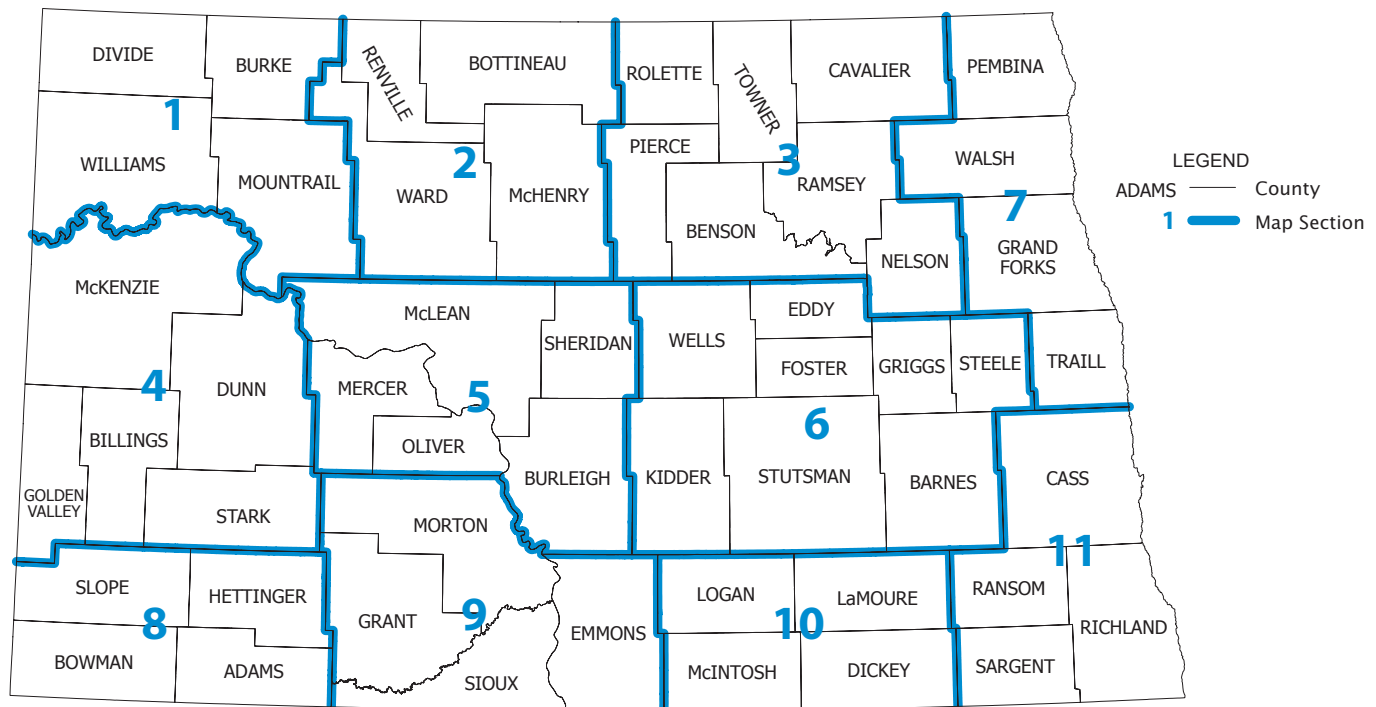 DIVIDE
BURKE
RENVILLE
BOTTINEAU
ROLETTE
TOWNER
CAVALIER
PEMBINA
1
WILLIAMS
MOUNTRAIL
2
WARD
McHENRY
PIERCE
3
RAMSEY
BENSON
NELSON
WALSH
7
GRAND
FORKS
LEGEND
ADAMS County
1 Map Section
McKENZIE
McLEAN
SHERIDAN
WELLS
EDDY
FOSTER
GRIGGS
STEELE
TRAILL
4
DUNN
MERCER
5
OLIVER
BILLINGS
GOLDEN
VALLEY
STARK
BURLEIGH
KIDDER
6
STUTSMAN
BARNES
CASS
MORTON
SLOPE
HETTINGER
8
BOWMAN
ADAMS
GRANT
9
SIOUX
EMMONS
LOGAN
LaMOURE
10
McINTOSH
DICKEY
11
RANSOM
RICHLAND
SARGENT